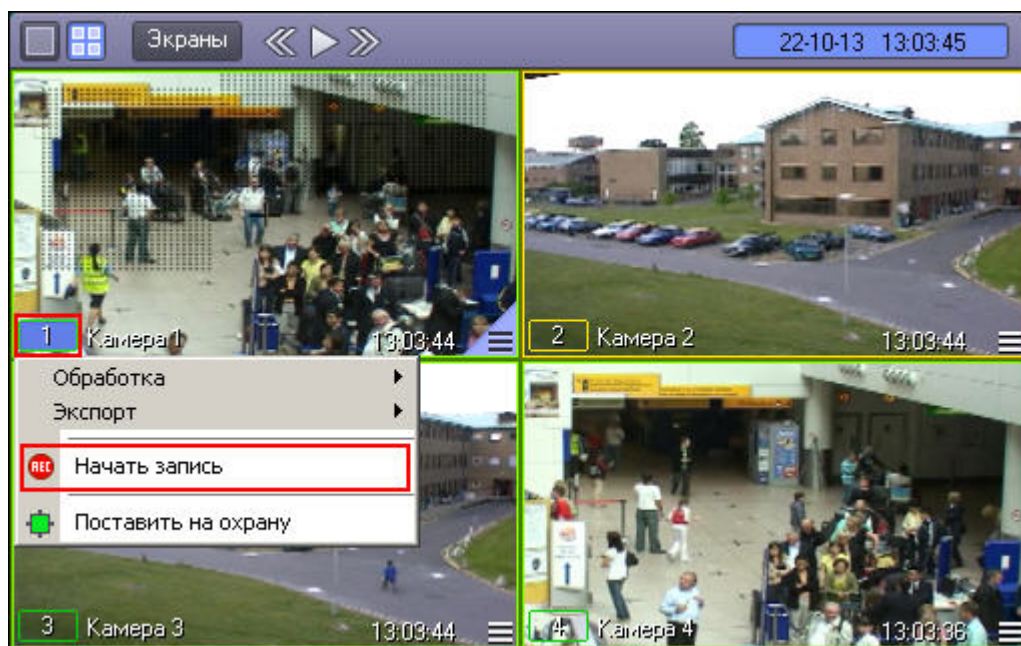 Экраны
22-10-13 13:03:45
1 Камера 1 13:03:44
2 Камера 2 13:03:44
Обработка
Экспорт
REC Начать запись
Поставить на охрану
3 Камера 3 13:03:44
4 Камера 4 13:03:36